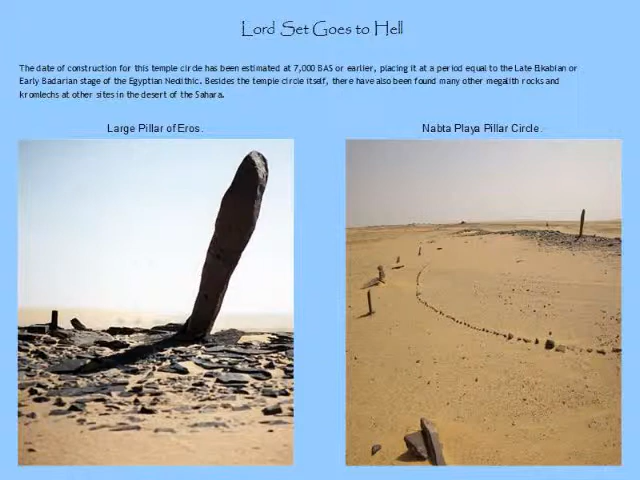 Lord Set Goes to Hell
The date of construction for this temple circle has been estimated at 7,000 BAS or earlier, placing it at a period equal to the Late Elkabian or
Early Badarian stage of the Egyptian Neolithic. Besides the temple circle itself, there have also been found many other megalith rocks and
kromlechs at other sites in the desert of the Sahara.
Large Pillar of Eros.
Nabta Playa Pillar Circle.